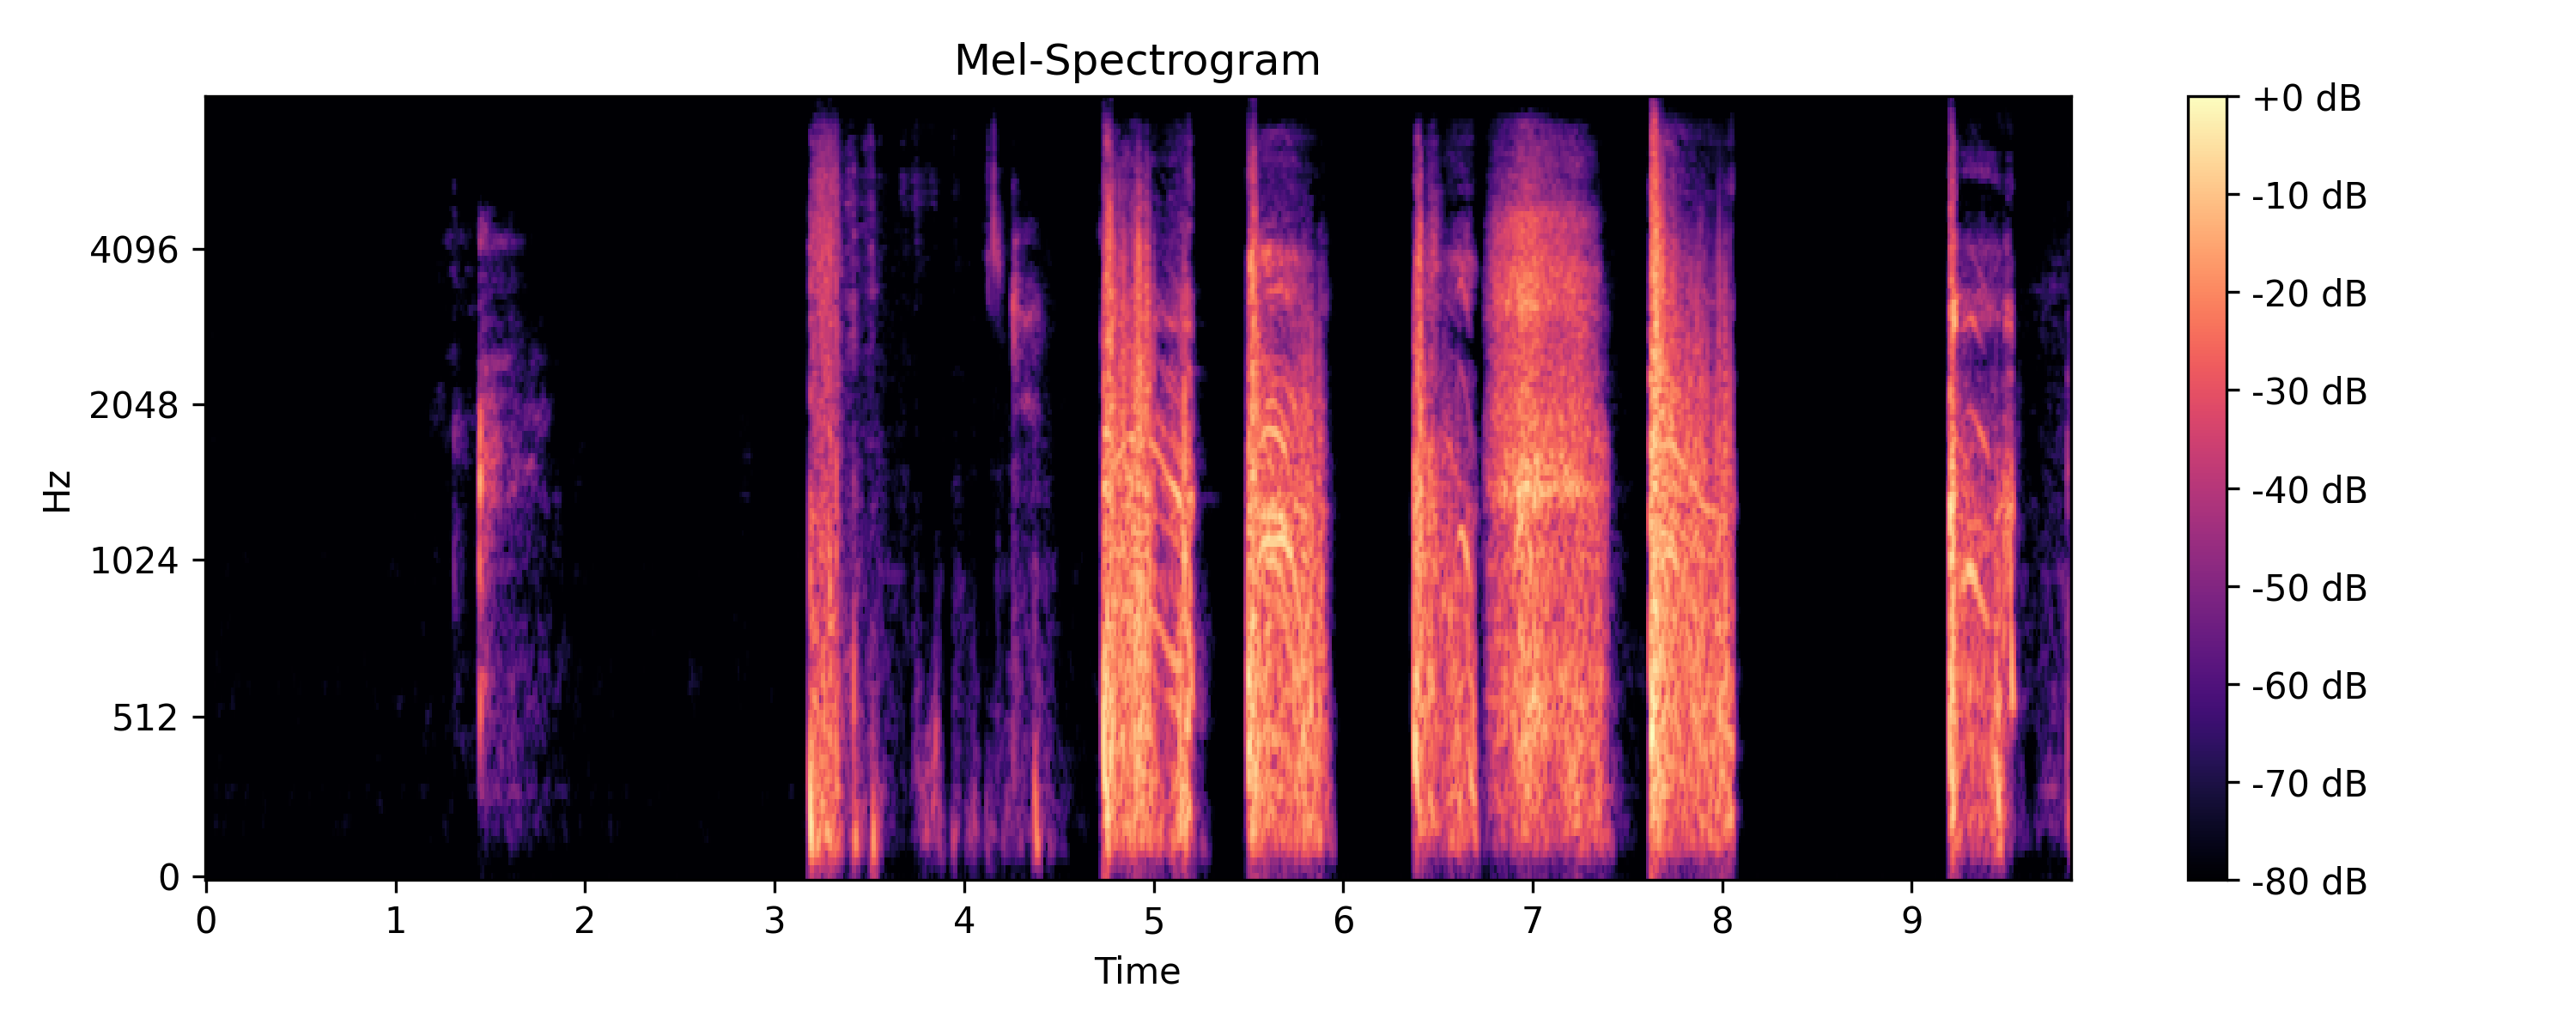 Mel-Spectrogram
+0 dB
-10 dB
-20 dB
-30 dB
-40 dB
-50 dB
-60 dB
-70 dB
-80 dB
4096
2048
1024
512
0
Hz
0 1 2 3 4 5 6 7 8 9
Time